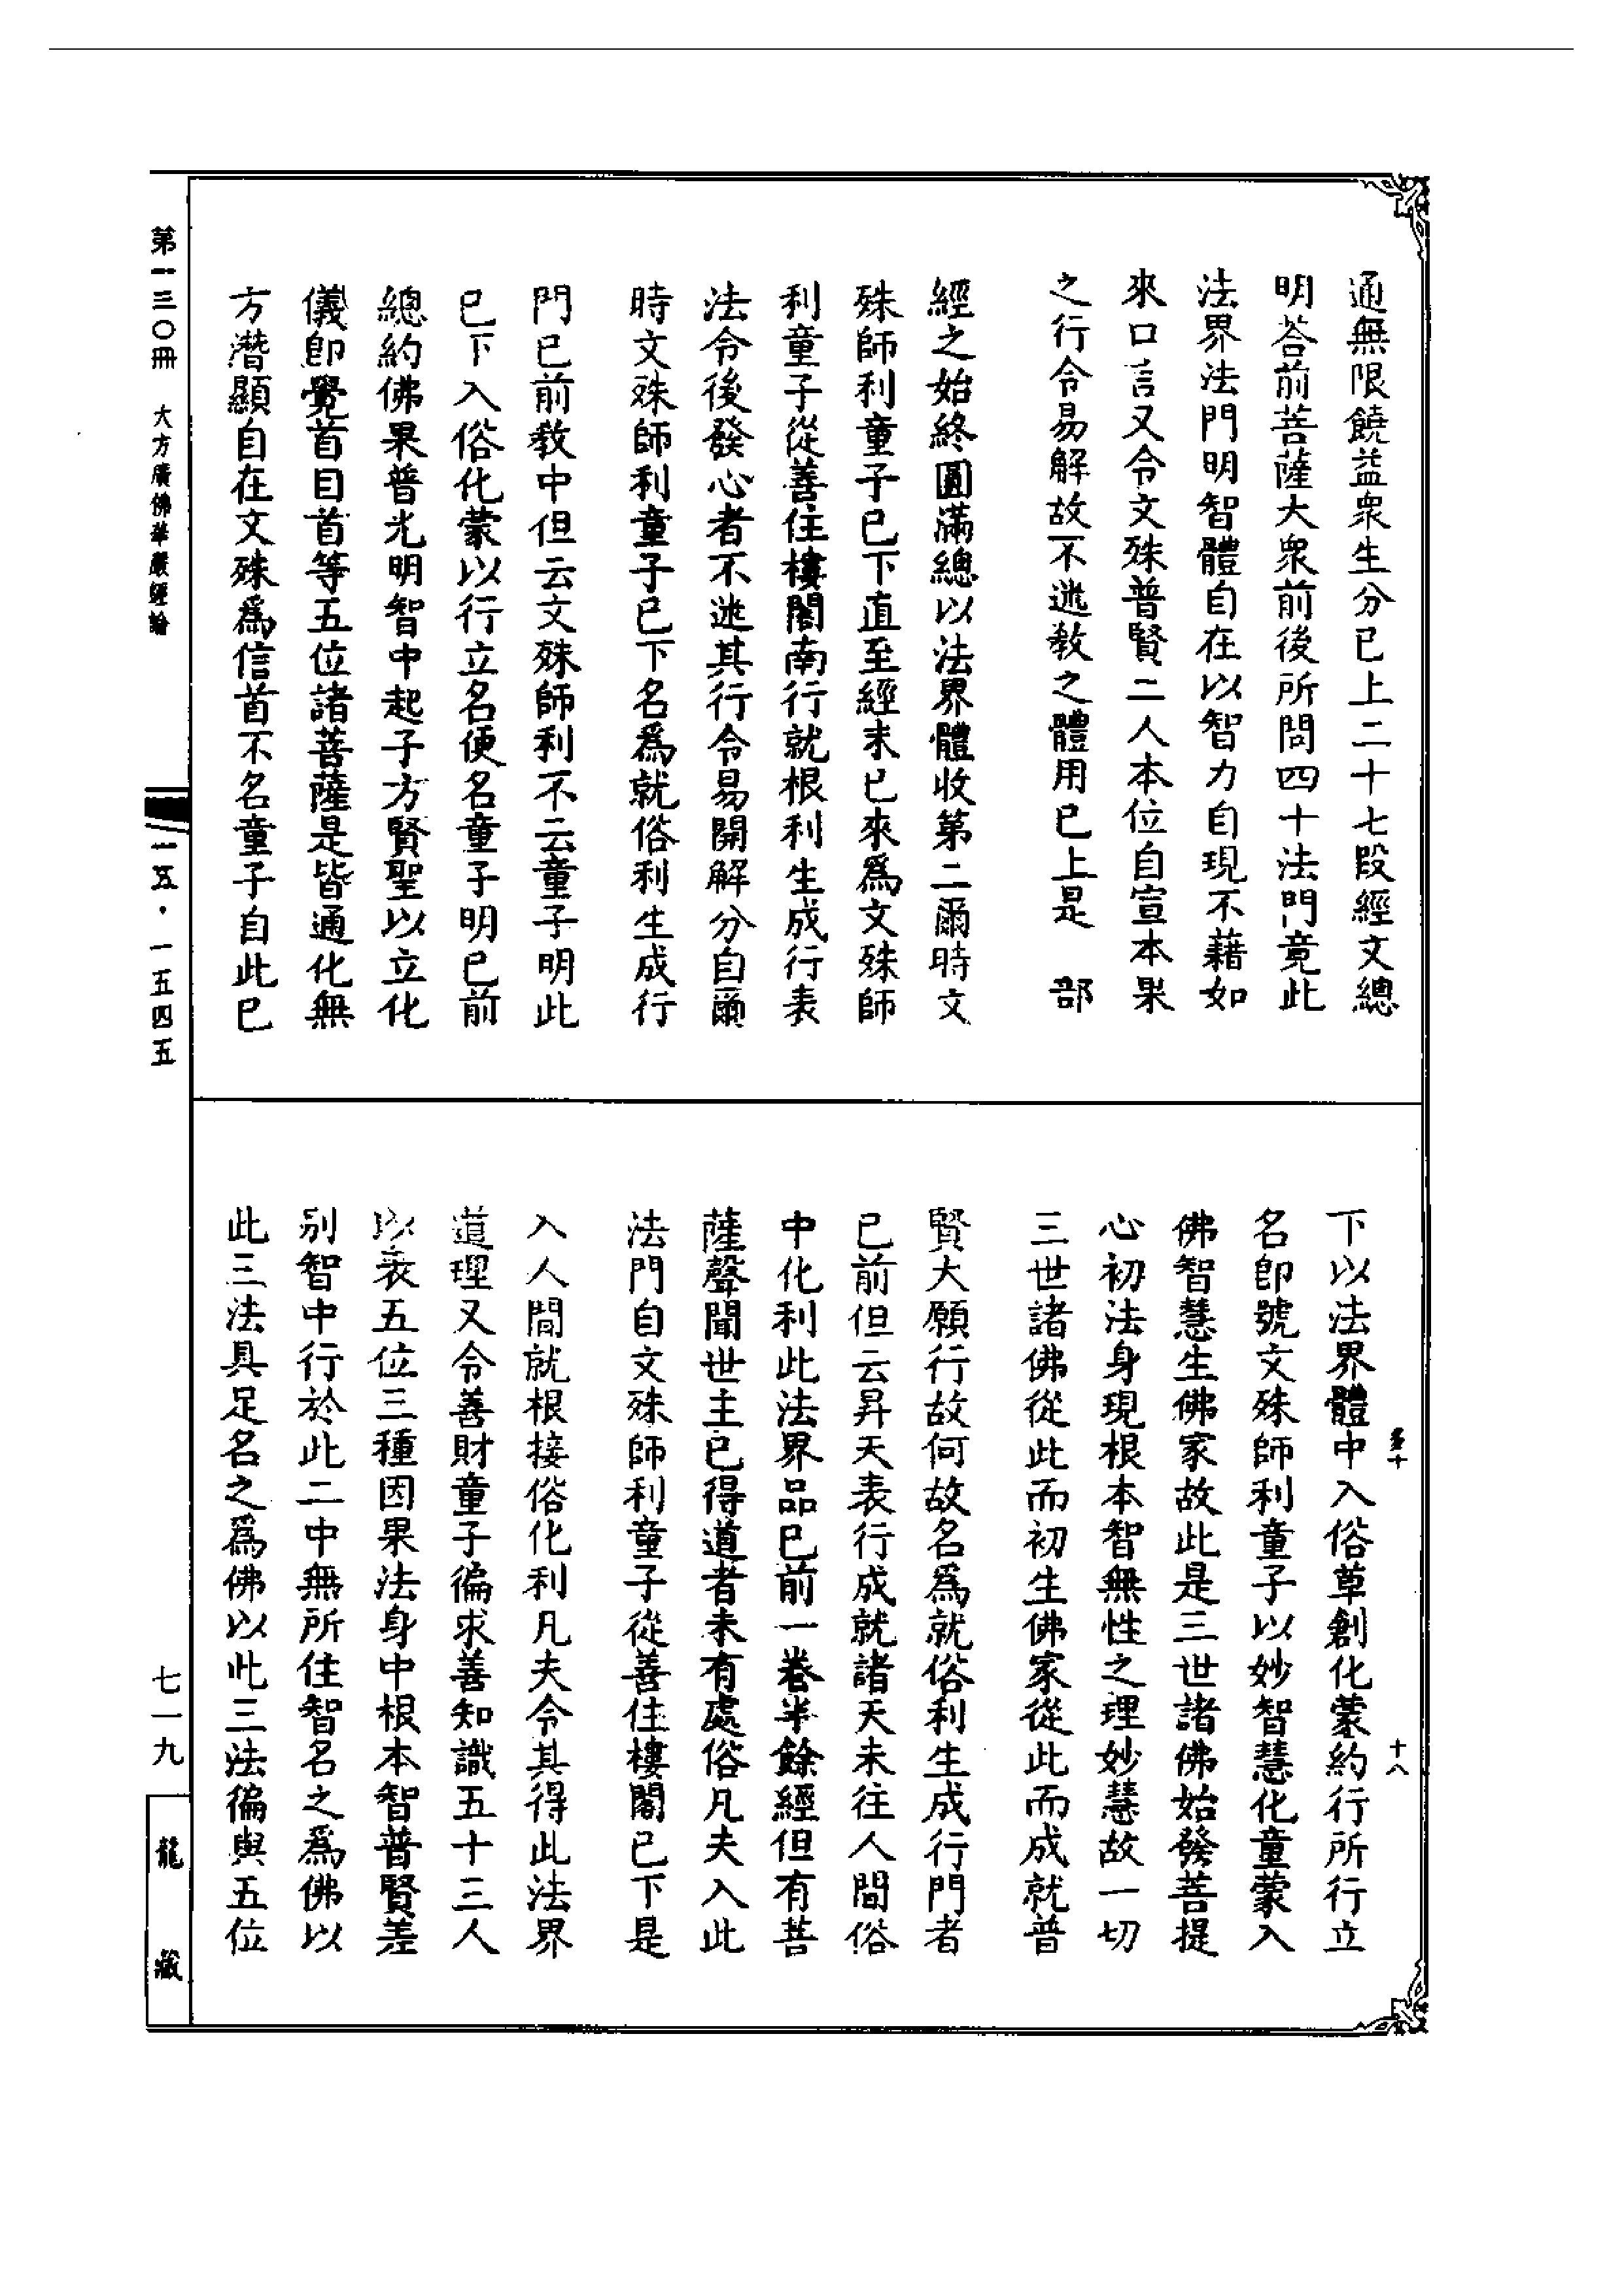 通無限饒益眾生分已上二十七段經文總
明荅前菩薩大眾前後所問四十法門竟此
法界法門明智體自在以智力自現不藉如
來口言又令文殊普賢二人本位自宣本果
之行令易解故不迷教之體用已上是　部
經之始終圓滿總以法界體收第二爾時文
殊師利童子已下直至經末已來爲文殊師
利童子從善住樓閣南行就根利生成行表
法令後發心者不迷其行令易開解分自爾
時文殊師利童子已下名爲就俗利生成行
門已前教中但云文殊師利不云童子明此
已下入俗化蒙以行立名便名童子明已前
總約佛果普光明智中起子方賢聖以立化
儀卽覺首目首等五位諸菩薩是皆通化無
方潛顯自在文殊爲信首不名童子自此已
下以法界體中入俗草創化蒙約行所行立
名卽號文殊師利童子以妙智慧化童蒙入
佛智慧生佛家故此是三世諸佛始發菩提
心初法身現根本智無性之理妙慧故一切
三世諸佛從此而初生佛家從此而成就普
賢大願行故何故名爲就俗利生成行門者
已前但云昇天表行成就諸天未往人間俗
中化利此法界品已前一卷半餘經但有菩
薩聲聞世主已得道者未有處俗凡夫入此
法門自文殊師利童子從善住樓閣已下是
入人間就根接俗化利凡夫令其得此法界
道理又令善財童子徧求善知識五十三人
以表五位三種因果法身中根本智普賢差
别智中行於此二中無所住智名之爲佛以
此三法具足名之爲佛以此三法徧與五位
多十
十八
第一三〇冊　大方廣佛華嚴經論
一五・一五四五
七一九
龍藏